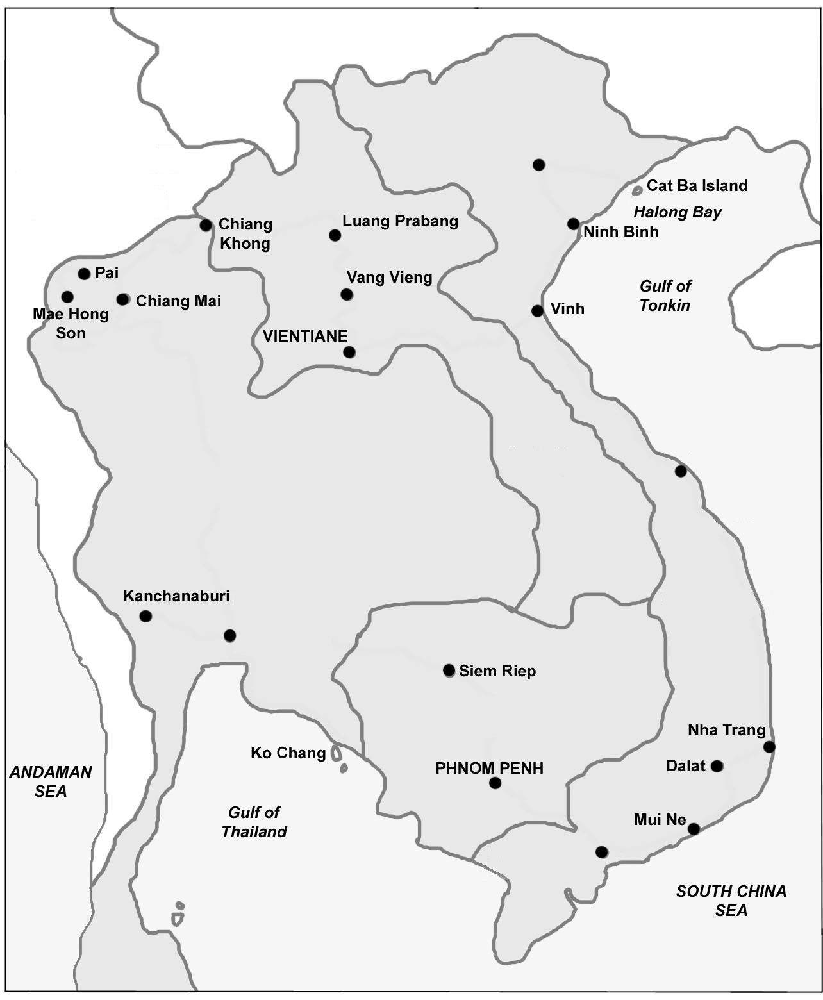 Cat Ba Island
Halong Bay
Luang Prabang
Chiang
Khong
Ninh Binh
Pai
Vang Vieng
Gulf of
Tonkin
Chiang Mai
Mae Hong
Son
Vinh
VIENTIANE
Kanchanaburi
Siem Riep
Nha Trang
Ko Chang
Dalat
PHNOM PENH
ANDAMAN
SEA
Gulf of
Thailand
Mui Ne
SOUTH CHINA
SEA